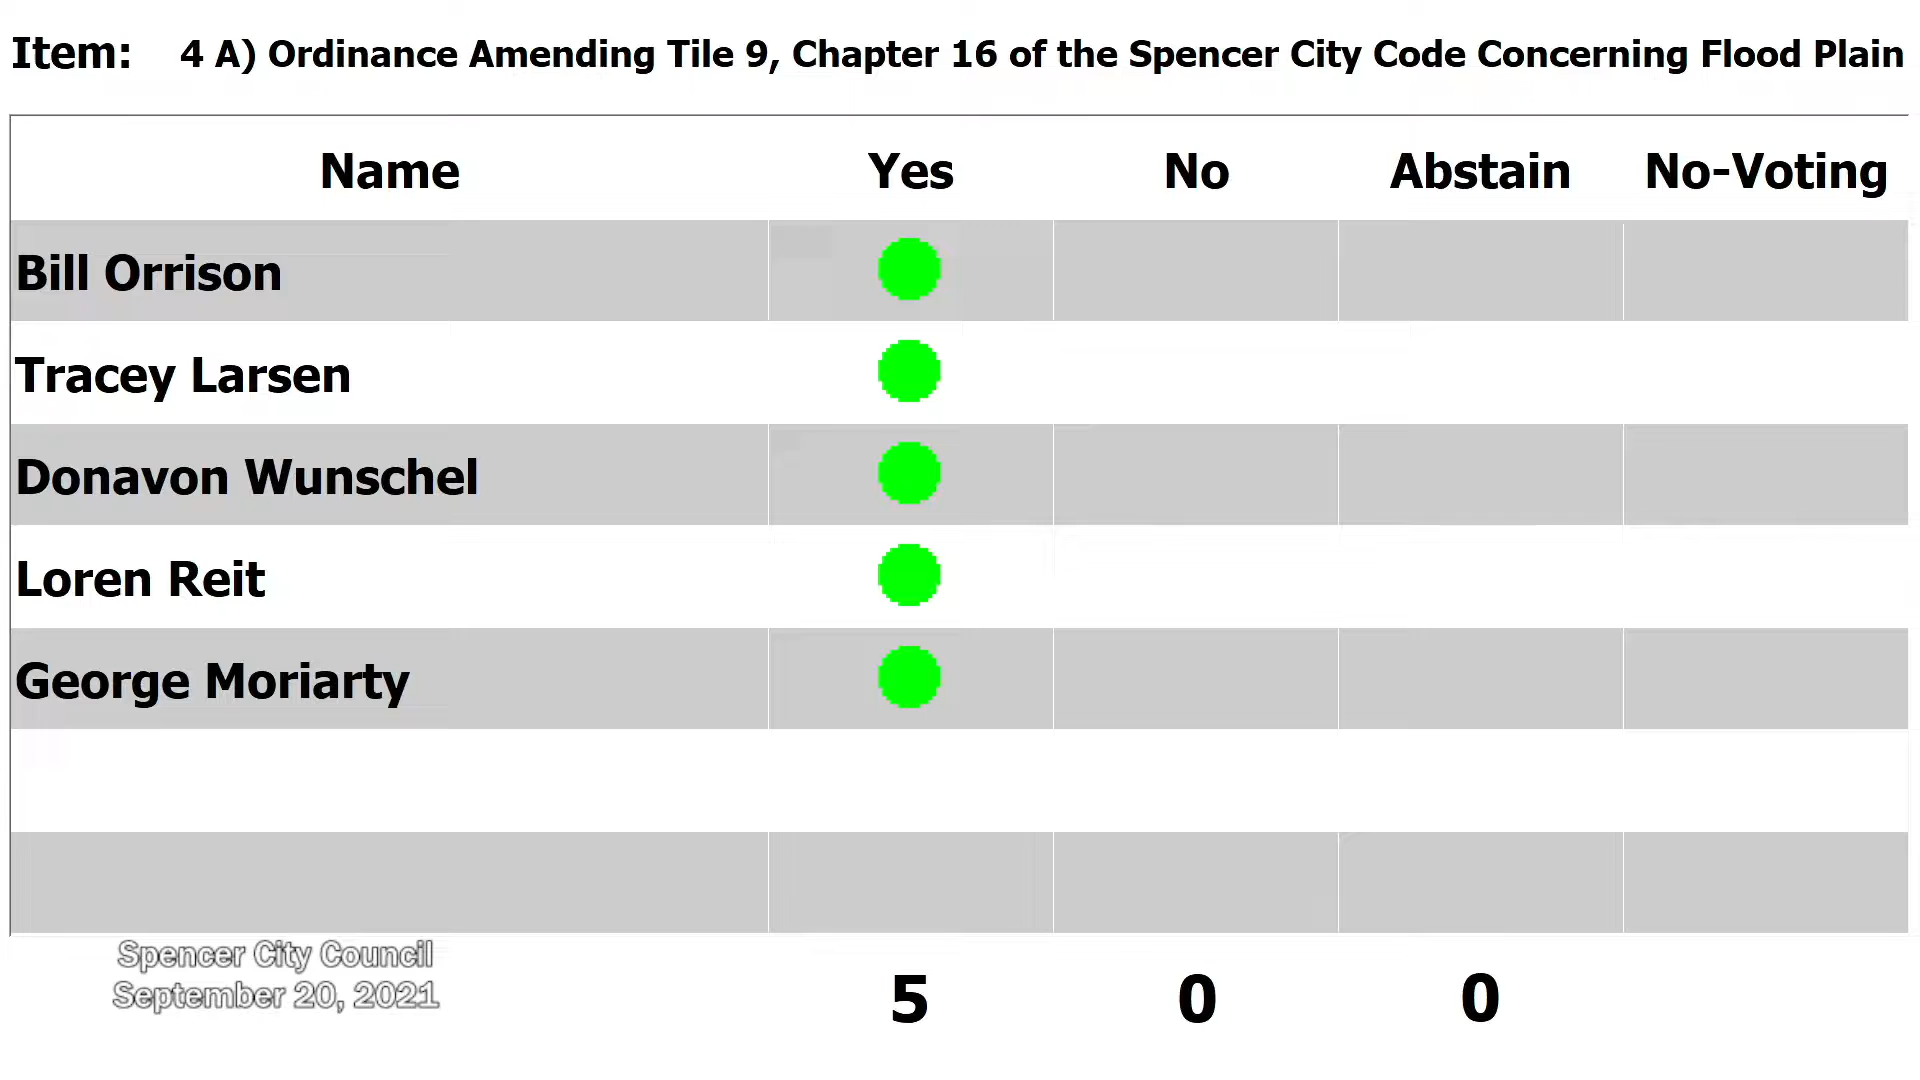 Item: 4 A) Ordinance Amending Tile 9, Chapter 16 of the Spencer City Code Concerning Flood Plain
Name Yes No Abstain No-Voting
Bill Orrison
Tracey Larsen
Donavon Wunschel
Loren Reit
George Moriarty
Spencer City Council
September 20, 2021
5 0 0